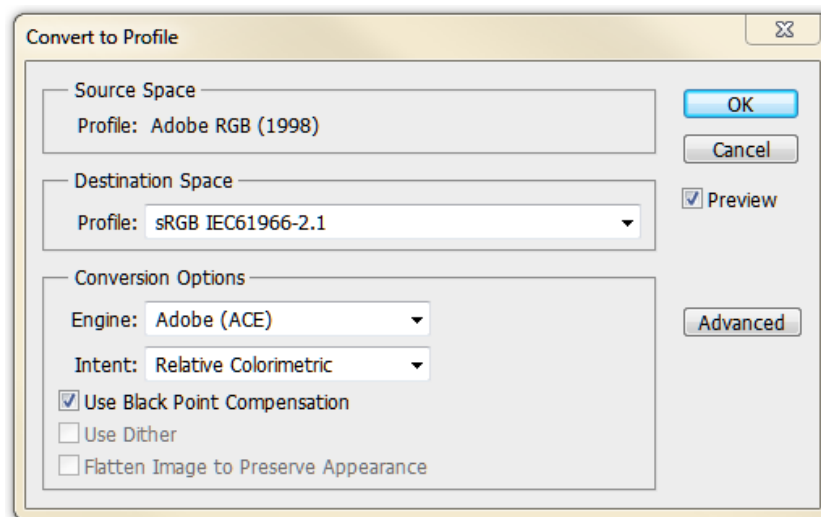 Convert to Profile
Source Space
Profile: Adobe RGB (1998)
OK
Cancel
Destination Space
Profile: sRGB IEC61966-2.1
Preview
Conversion Options
Engine: Adobe (ACE)
Advanced
Intent: Relative Colorimetric
Use Black Point Compensation
Use Dither
Flatten Image to Preserve Appearance